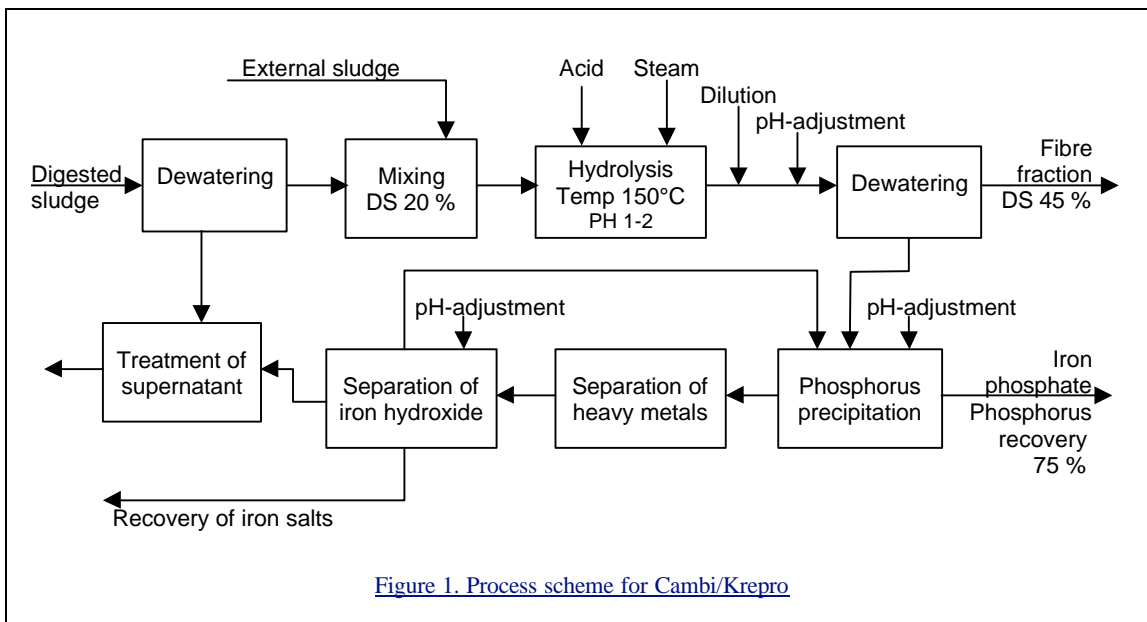 External sludge
Acid
Steam
Dilution
pH-adjustment
Digested
sludge
Dewatering
Mixing
DS 20 %
Hydrolysis
Temp 150°C
PH 1-2
Dewatering
Fibre
fraction
DS 45 %
Treatment of
supernatant
pH-adjustment
Separation of
iron hydroxide
Separation of
heavy metals
pH-adjustment
Phosphorus
precipitation
Iron
phosphate
Phosphorus
recovery
75 %
Recovery of iron salts
Figure 1. Process scheme for Cambi/Krepro